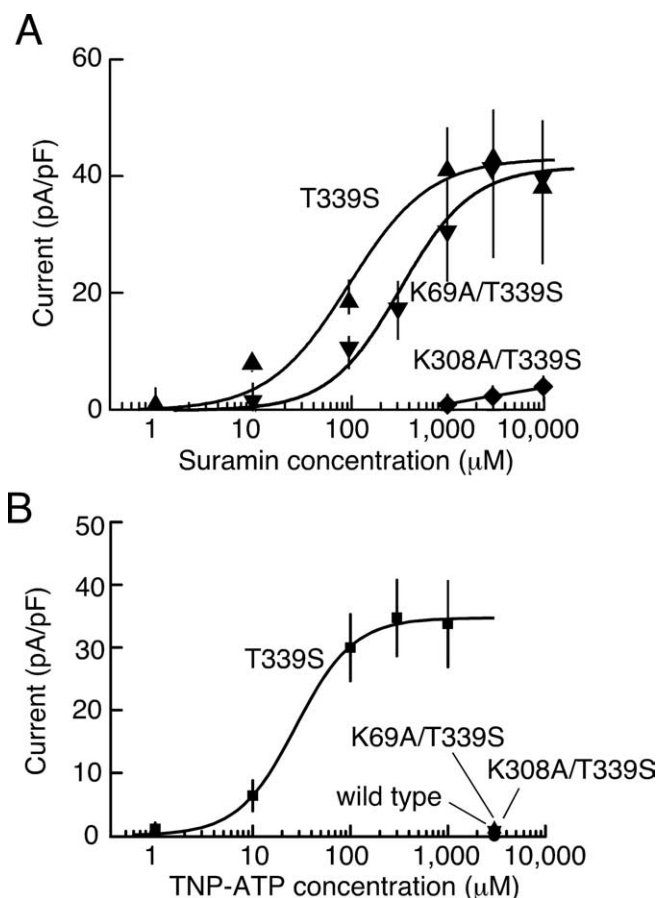 A
60
40
20
0
Current (pA/pF)
T339S
K69A/T339S
K308A/T339S
1 10 100 1,000 10,000
Suramin concentration (μM)
B
50
40
30
20
10
0
Current (pA/pF)
T339S
K69A/T339S
K308A/T339S
wild type
1 10 100 1,000 10,000
TNP-ATP concentration (μM)